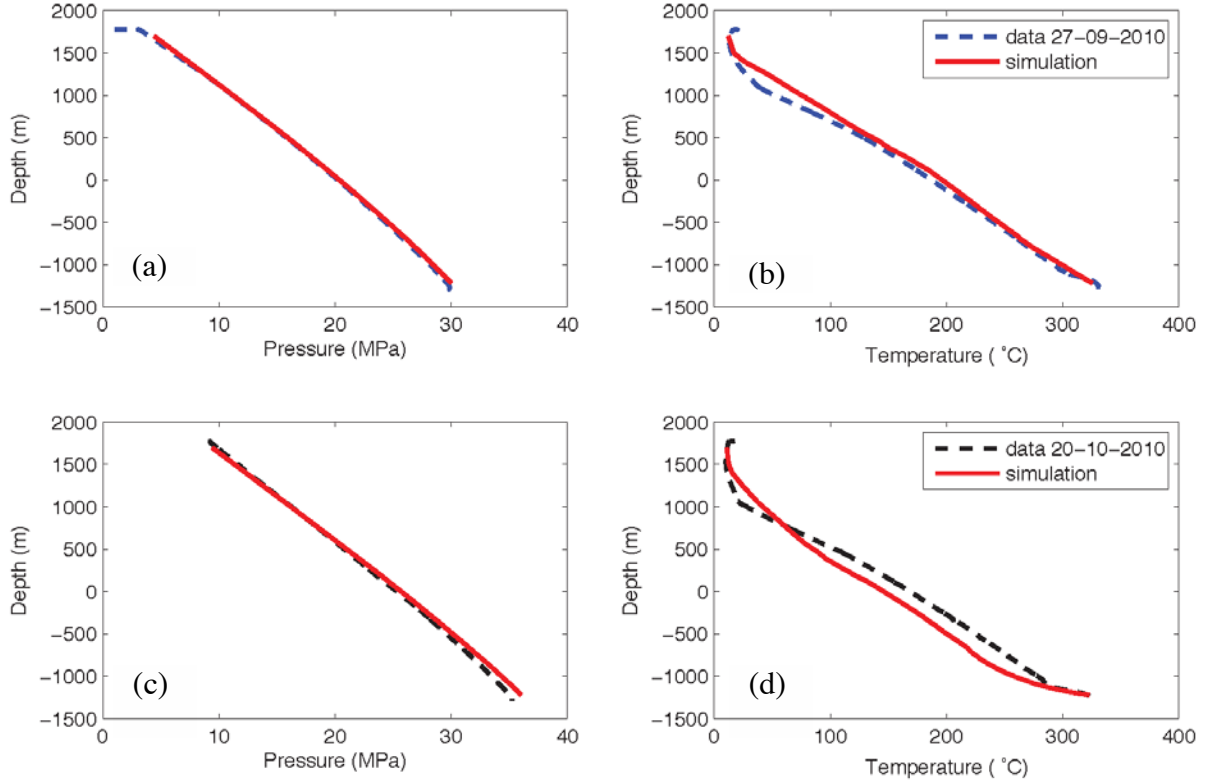 2000
1500
1000
500
0
−500
−1000
−1500
Depth (m)
(a)
0 10 20 30 40
Pressure (MPa)
2000
1500
1000
500
0
−500
−1000
−1500
Depth (m)
data 27−09−2010
simulation
(b)
0 100 200 300 400
Temperature ( °C)
2000
1500
1000
500
0
−500
−1000
−1500
Depth (m)
(c)
0 10 20 30 40
Pressure (MPa)
2000
1500
1000
500
0
−500
−1000
−1500
Depth (m)
data 20−10−2010
simulation
(d)
0 100 200 300 400
Temperature ( °C)